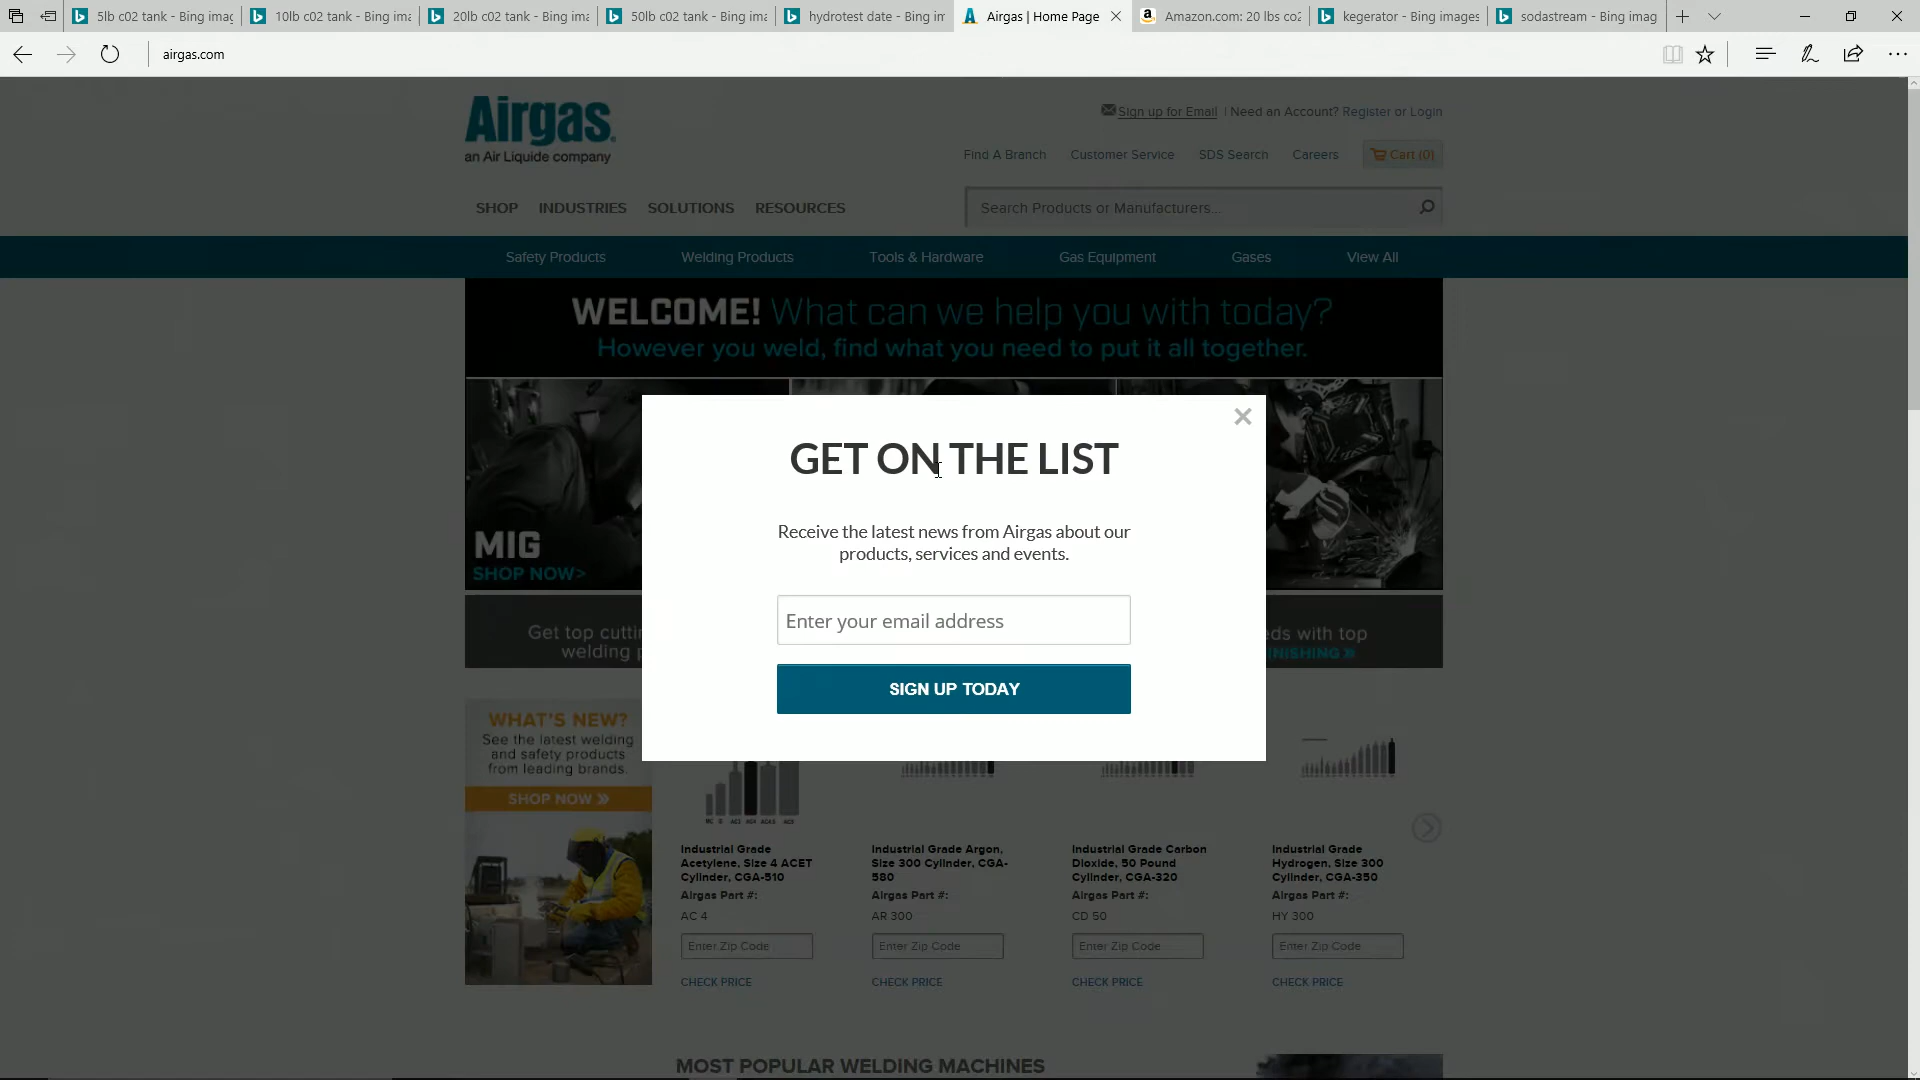 5lb c02 tank - Bing imag
10lb c02 tank - Bing ima
20lb c02 tank - Bing ima
50lb c02 tank - Bing ima
hydrotest date - Bing im
Airgas | Home Page
Amazon.com: 20 lbs co2
kegerator - Bing images
sodastream - Bing imag
airgas.com
Airgas
an Air Liquide company
Sign up for Email | Need an Account? Register or Login
Find A Branch
Customer Service
SDS Search
Careers
Cart (0)
SHOP
INDUSTRIES
SOLUTIONS
RESOURCES
Search Products or Manufacturers...
Safety Products
Welding Products
Tools & Hardware
Gas Equipment
Gases
View All
WELCOME! What can we help you with today?
However you weld, find what you need to put it all together.
MIG
SHOP NOW>
GET ON THE LIST
Receive the latest news from Airgas about our
products, services and events.
Enter your email address
SIGN UP TODAY
Get top cutti
welding p
eds with top
INISHING »
WHAT'S NEW?
See the latest welding
and safety products
from leading brands.
SHOP NOW »
Industrial Grade
Acetylene, Size 4 ACET
Cylinder, CGA-510
Airgas Part #:
AC 4
Enter Zip Code
CHECK PRICE
Industrial Grade Argon,
Size 300 Cylinder, CGA-
580
Airgas Part #:
AR 300
Enter Zip Code
CHECK PRICE
Industrial Grade Carbon
Dioxide, 50 Pound
Cylinder, CGA-320
Airgas Part #:
CD 50
Enter Zip Code
CHECK PRICE
Industrial Grade
Hydrogen, Size 300
Cylinder, CGA-350
Airgas Part #:
HY 300
Enter Zip Code
CHECK PRICE
MOST POPULAR WELDING MACHINES